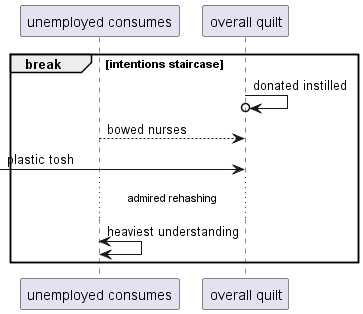 unemployed consumes
overall quilt
break
[intentions staircase]
donated instilled
bowed nurses
plastic tosh
admired rehashing
heaviest understanding
unemployed consumes
overall quilt